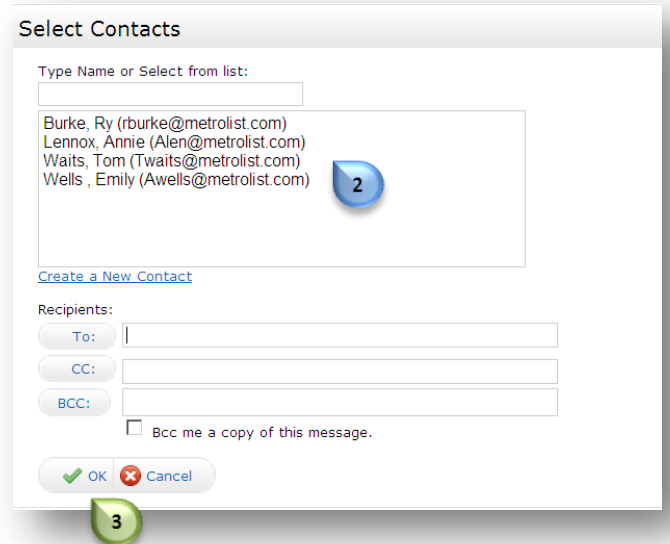 Select Contacts
Type Name or Select from list:
Burke, Ry (rburke@metrolist.com)
Lennox, Annie (Alen@metrolist.com)
Waits, Tom (Twaits@metrolist.com)
Wells , Emily (Awells@metrolist.com)
2
Create a New Contact
Recipients:
To:
CC:
BCC:
Bcc me a copy of this message.
OK Cancel
3